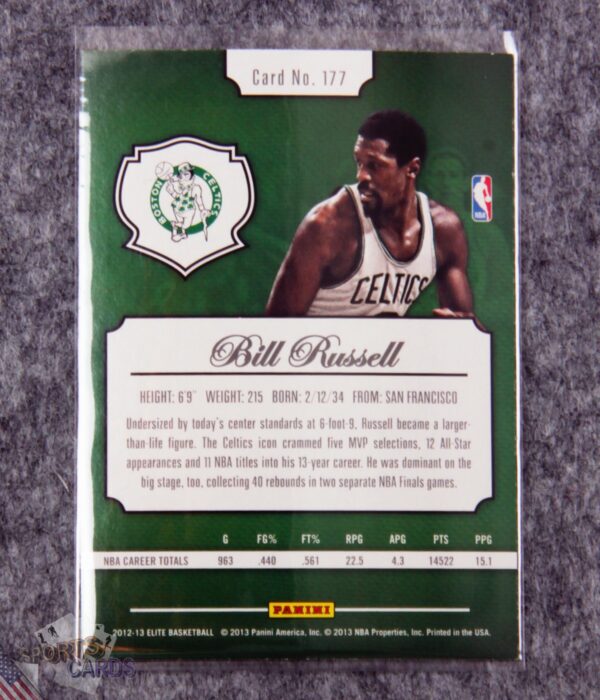 Card No. 177
BOSTON CELTICS
NBA
CELTICS
Bill Russell
HEIGHT: 6'9" WEIGHT: 215 BORN: 2/12/34 FROM: SAN FRANCISCO
Undersized by today's center standards at 6-foot-9, Russell became a larger-
than-life figure. The Celtics icon crammed five MVP selections, 12 All-Star
appearances and 11 NBA titles into his 13-year career. He was dominant on the
big stage, too, collecting 40 rebounds in two separate NBA Finals games.
G FG% FT% RPG APG PTS PPG
NBA CAREER TOTALS 963 .440 .561 22.5 4.3 14522 15.1
PANINI
2012-13 ELITE BASKETBALL © 2013 Panini America, Inc. © 2013 NBA Properties, Inc. Printed in the USA.
SPORTS
CARDS